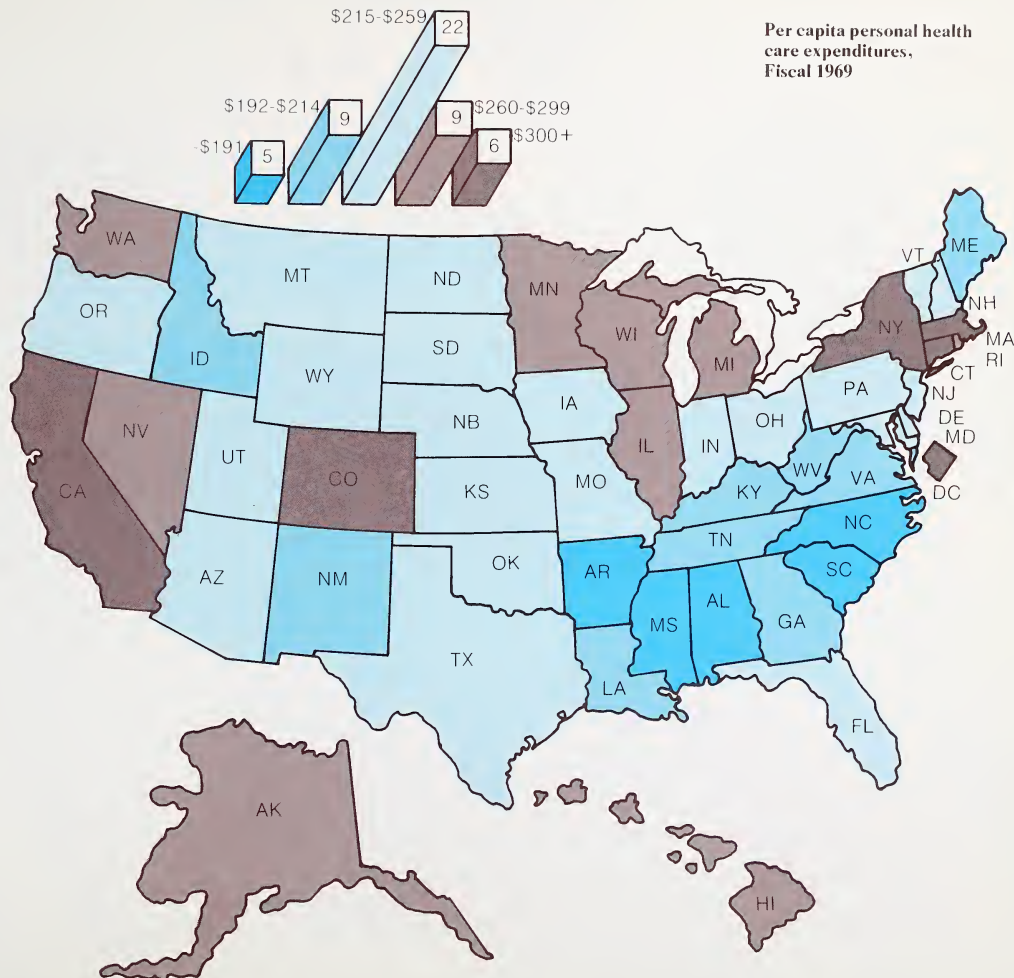 Per capita personal health
care expenditures,
Fiscal 1969
$215-$259
22
$192-$214
9
9
$260-$299
-$191
5
6
$300+
WA
MT
ND
MN
VT
ME
OR
ID
WY
SD
WI
MI
NY
NH
MA
RI
CT
NV
UT
NB
IA
IL
IN
OH
PA
NJ
DE
MD
DC
CA
CO
KS
MO
WV
VA
KY
NC
AZ
NM
OK
AR
TN
SC
TX
LA
MS
AL
GA
FL
AK
HI